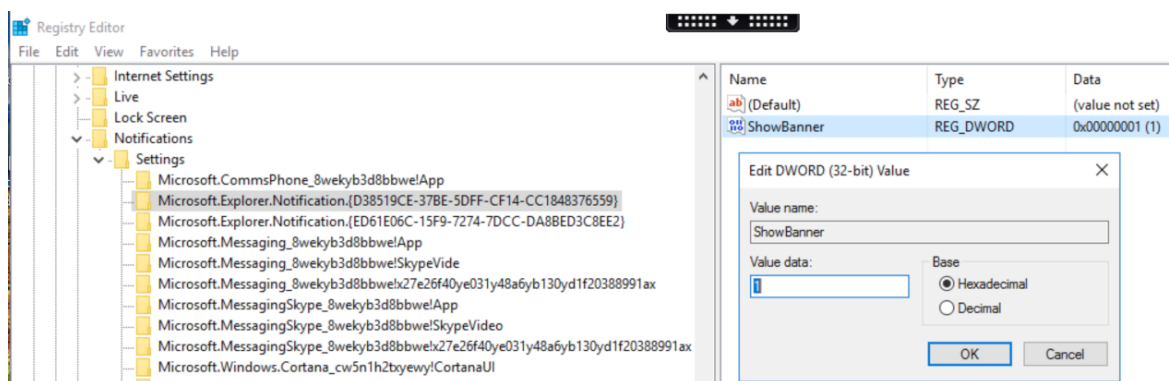 Registry Editor
File Edit View Favorites Help
Internet Settings
Live
Lock Screen
Notifications
Settings
Microsoft.CommsPhone_8wekyb3d8bbwe!App
Microsoft.Explorer.Notification.{D38519CE-37BE-5DFF-CF14-CC1848376559}
Microsoft.Explorer.Notification.{ED61E06C-15F9-7274-7DCC-DA8BED3C8EE2}
Microsoft.Messaging_8wekyb3d8bbwe!App
Microsoft.Messaging_8wekyb3d8bbwe!SkypeVide
Microsoft.Messaging_8wekyb3d8bbwe!x27e26f40ye031y48a6yb130yd1f20388991ax
Microsoft.MessagingSkype_8wekyb3d8bbwe!App
Microsoft.MessagingSkype_8wekyb3d8bbwe!SkypeVideo
Microsoft.MessagingSkype_8wekyb3d8bbwe!x27e26f40ye031y48a6yb130yd1f20388991ax
Microsoft.Windows.Cortana_cw5n1h2txyewy!CortanaUI
Name Type Data
(Default) REG_SZ (value not set)
ShowBanner REG_DWORD 0x00000001 (1)
Edit DWORD (32-bit) Value
Value name:
ShowBanner
Value data:
1
Base
Hexadecimal
Decimal
OK Cancel